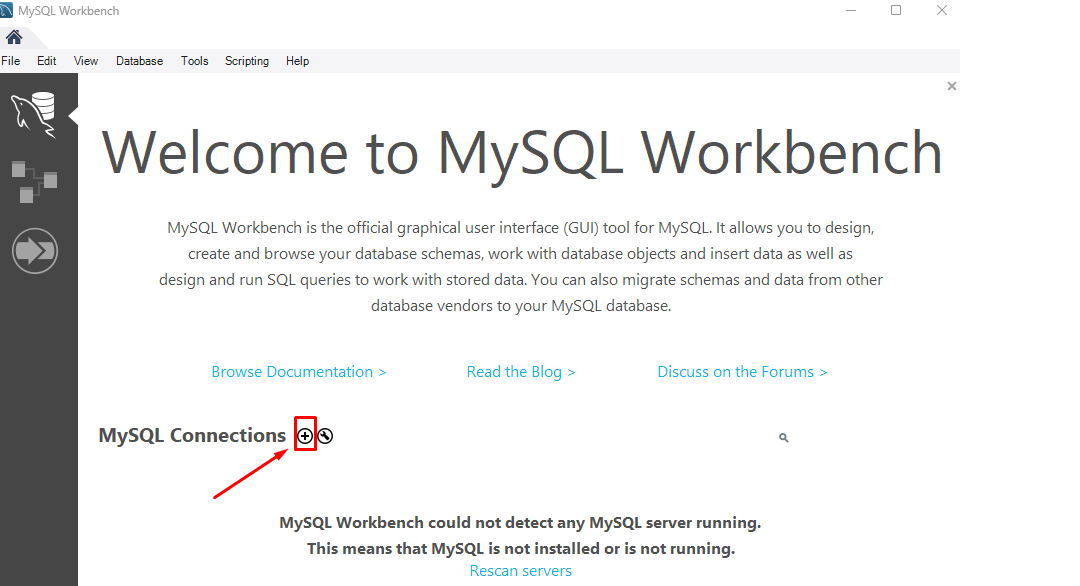 MySQL Workbench
File Edit View Database Tools Scripting Help
Welcome to MySQL Workbench
MySQL Workbench is the official graphical user interface (GUI) tool for MySQL. It allows you to design,
create and browse your database schemas, work with database objects and insert data as well as
design and run SQL queries to work with stored data. You can also migrate schemas and data from other
database vendors to your MySQL database.
Browse Documentation > Read the Blog > Discuss on the Forums >
MySQL Connections
MySQL Workbench could not detect any MySQL server running.
This means that MySQL is not installed or is not running.
Rescan servers